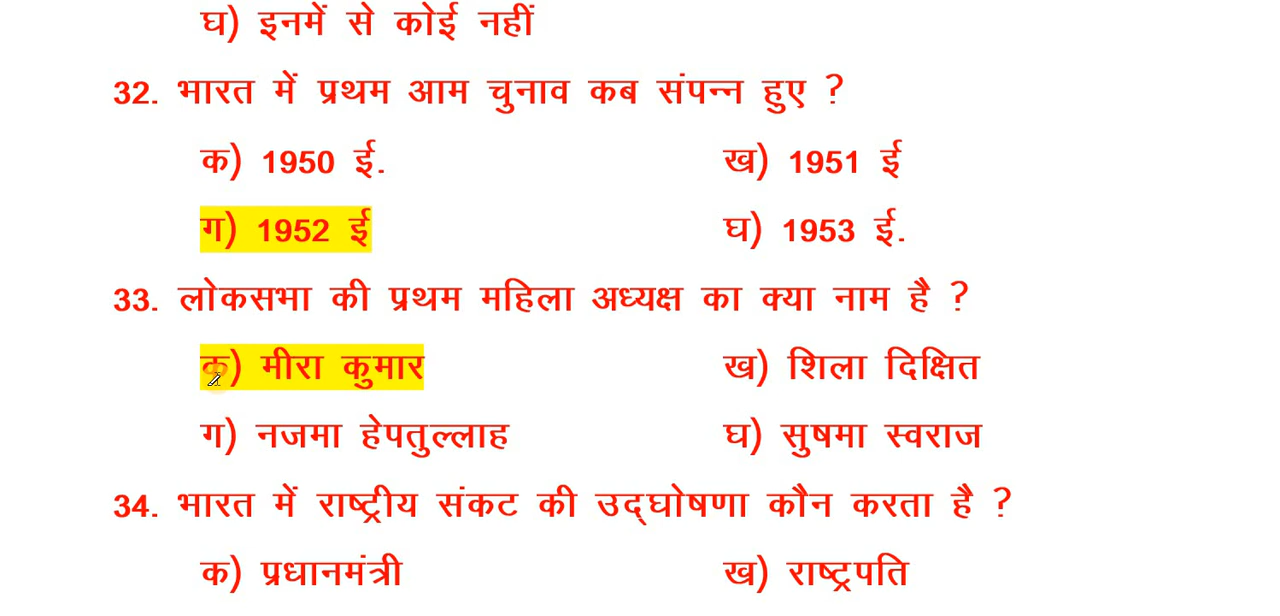 घ) इनमें से कोई नहीं
32. भारत में प्रथम आम चुनाव कब संपन्न हुए ?
क) 1950 ई. ख) 1951 ई
ग) 1952 ई घ) 1953 ई.
33. लोकसभा की प्रथम महिला अध्यक्ष का क्या नाम है ?
क) मीरा कुमार ख) शिला दिक्षित
ग) नजमा हेपतुल्लाह घ) सुषमा स्वराज
34. भारत में राष्ट्रीय संकट की उद्घोषणा कौन करता है ?
क) प्रधानमंत्री ख) राष्ट्रपति